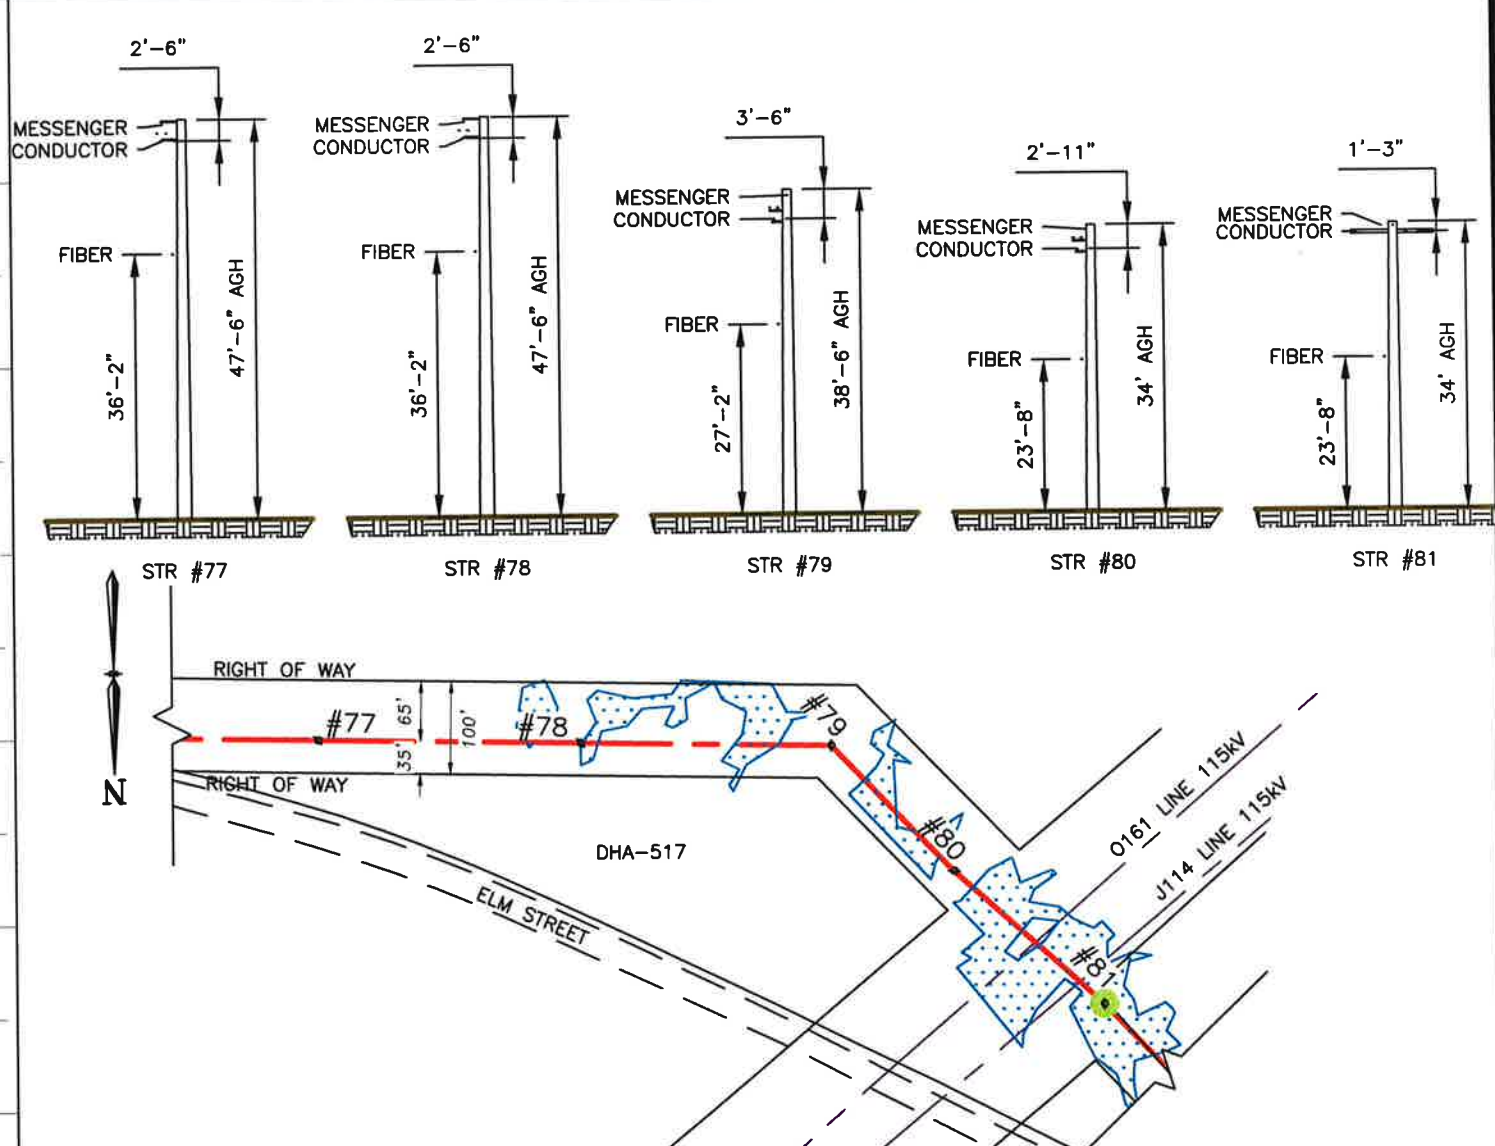 2'-6"
MESSENGER
CONDUCTOR
FIBER
36'-2"
47'-6" AGH
STR #77
2'-6"
MESSENGER
CONDUCTOR
FIBER
36'-2"
47'-6" AGH
STR #78
3'-6"
MESSENGER
CONDUCTOR
FIBER
27'-2"
38'-6" AGH
STR #79
2'-11"
MESSENGER
CONDUCTOR
FIBER
23'-8"
34' AGH
STR #80
1'-3"
MESSENGER
CONDUCTOR
FIBER
23'-8"
34' AGH
STR #81
N
RIGHT OF WAY
#77
65'
100'
35'
#78
#79
RIGHT OF WAY
#80
DHA-517
ELM STREET
O161 LINE 115kV
J114 LINE 115kV
#81